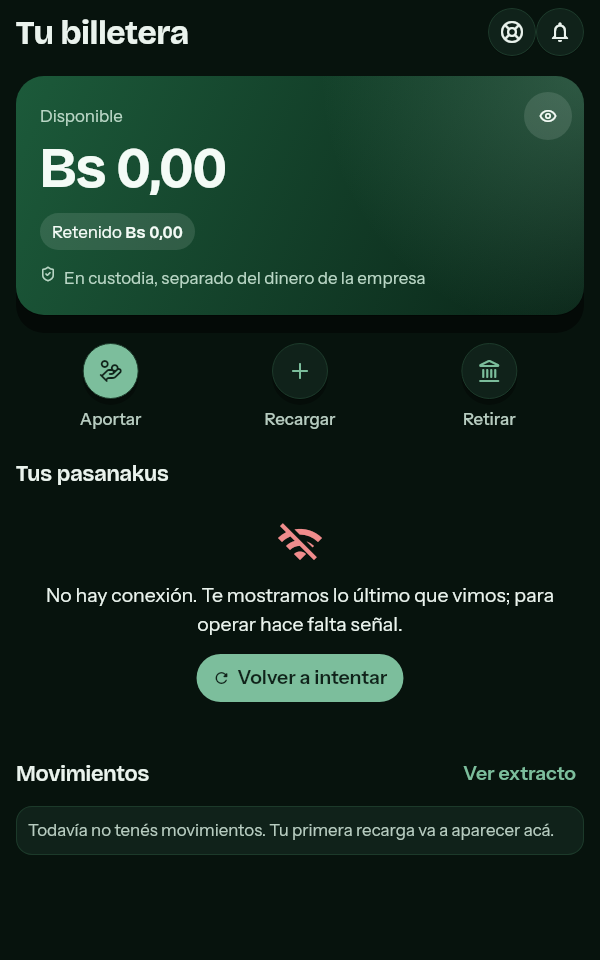 Tu billetera
Disponible
Bs 0,00
Retenido Bs 0,00
En custodia, separado del dinero de la empresa
Aportar
Recargar
Retirar
Tus pasanakus
No hay conexión. Te mostramos lo último que vimos; para
operar hace falta señal.
Volver a intentar
Movimientos
Ver extracto
Todavía no tenés movimientos. Tu primera recarga va a aparecer acá.